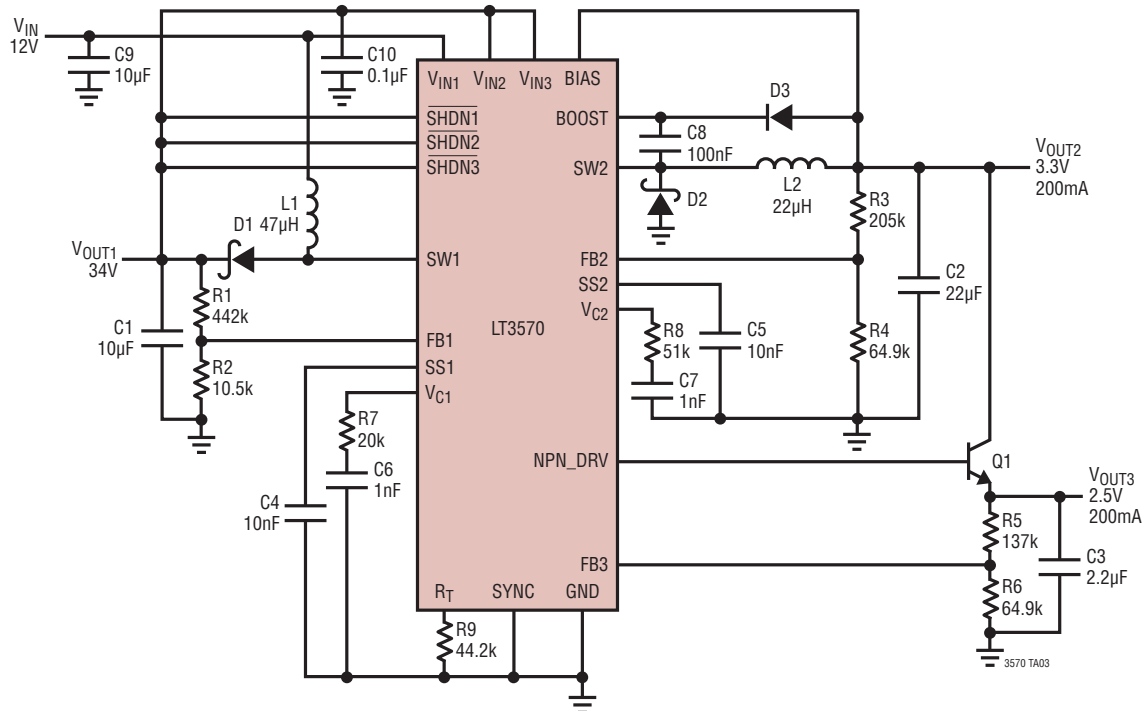 VIN
12V
C9
10µF
C10
0.1µF
VIN1
VIN2
VIN3
BIAS
SHDN1
SHDN2
SHDN3
BOOST
D3
C8
100nF
SW2
D2
L2
22µH
VOUT2
3.3V
200mA
R3
205k
L1
47µH
D1
VOUT1
34V
SW1
FB2
SS2
VC2
C2
22µF
R1
442k
C1
10µF
R2
10.5k
FB1
SS1
VC1
LT3570
R8
51k
C5
10nF
R4
64.9k
C7
1nF
R7
20k
C6
1nF
C4
10nF
NPN_DRV
Q1
VOUT3
2.5V
200mA
R5
137k
C3
2.2µF
FB3
R6
64.9k
RT
SYNC
GND
R9
44.2k
3570 TA03